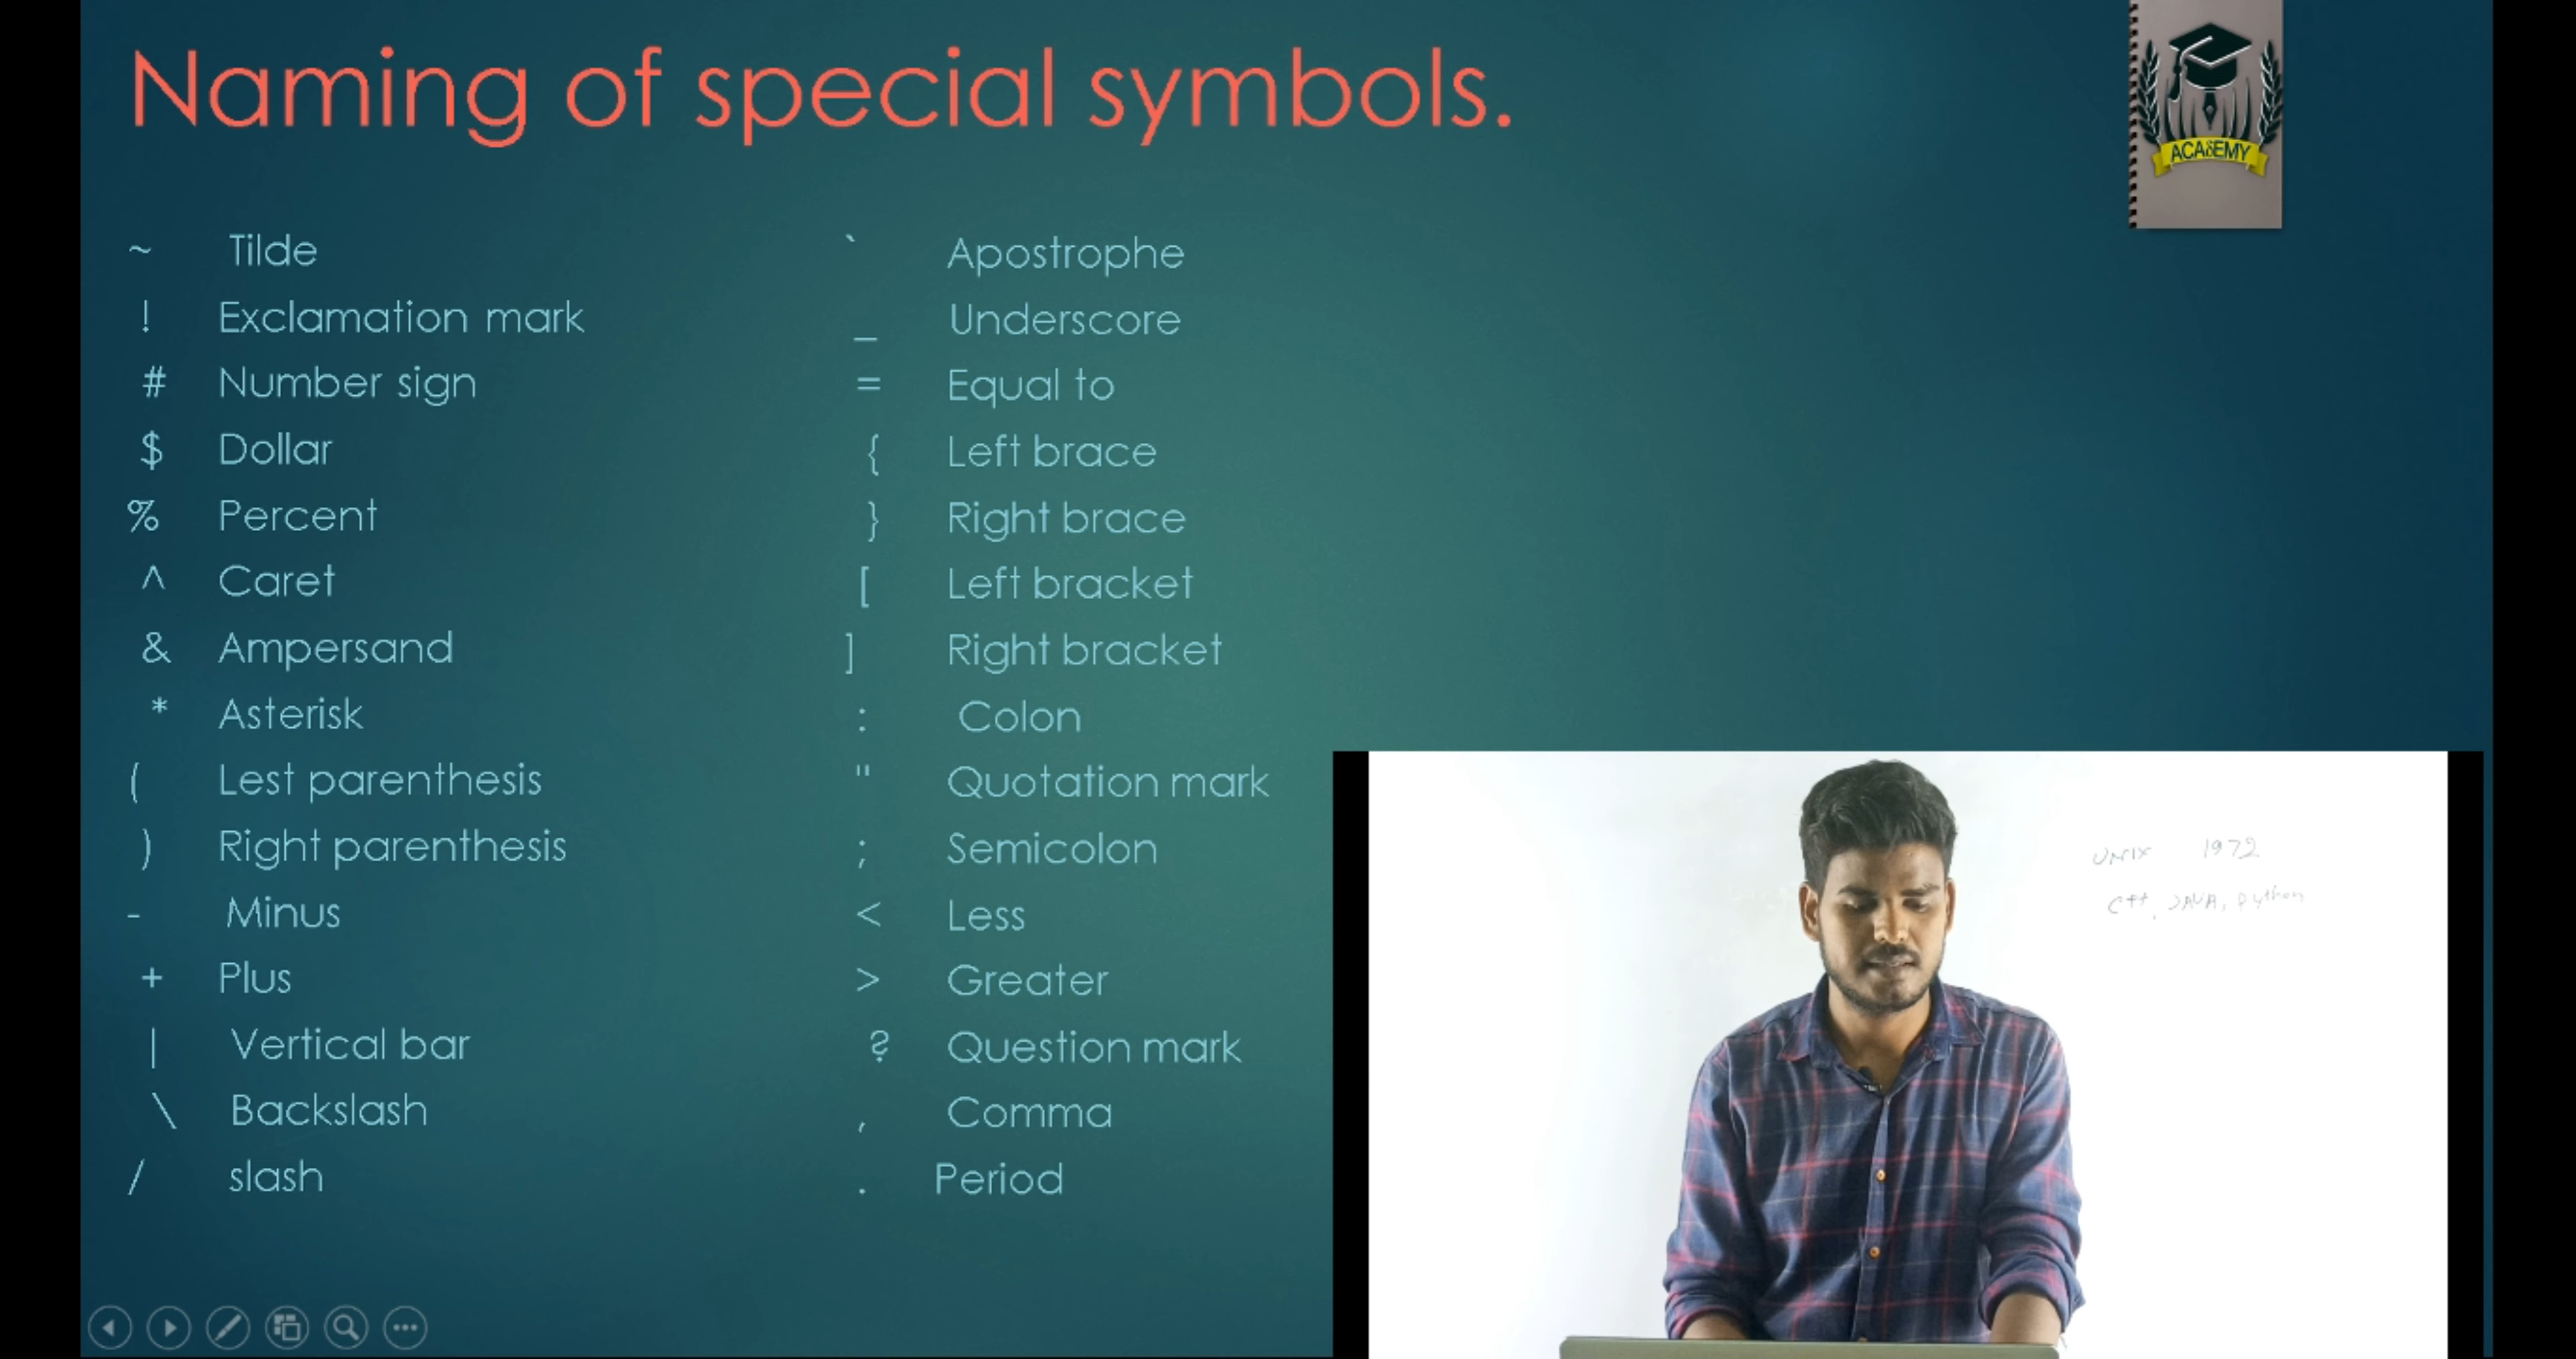 Naming of special symbols.
ACADEMY
~ Tilde
! Exclamation mark
# Number sign
$ Dollar
% Percent
^ Caret
& Ampersand
* Asterisk
( Lest parenthesis
) Right parenthesis
- Minus
+ Plus
| Vertical bar
\ Backslash
/ slash
` Apostrophe
_ Underscore
= Equal to
{ Left brace
} Right brace
[ Left bracket
] Right bracket
: Colon
" Quotation mark
; Semicolon
< Less
> Greater
? Question mark
, Comma
. Period
UNIX 1972
C++, JAVA, Python